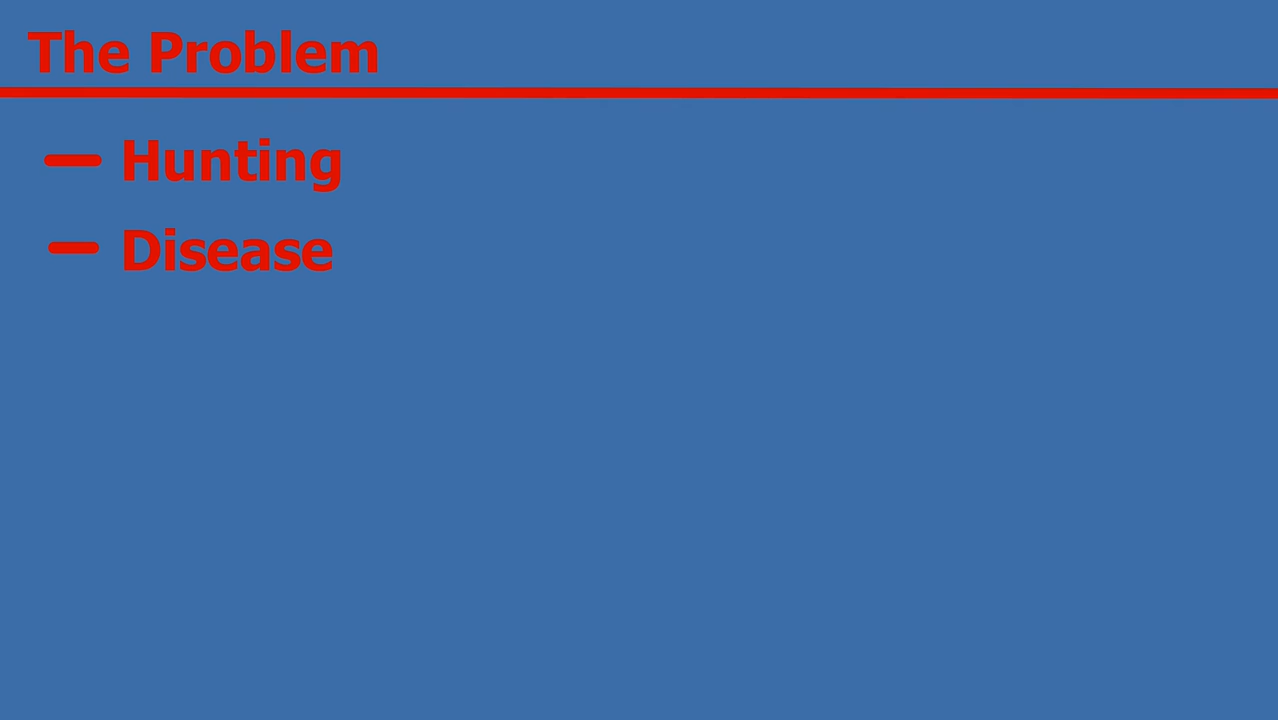 The Problem
— Hunting
— Disease